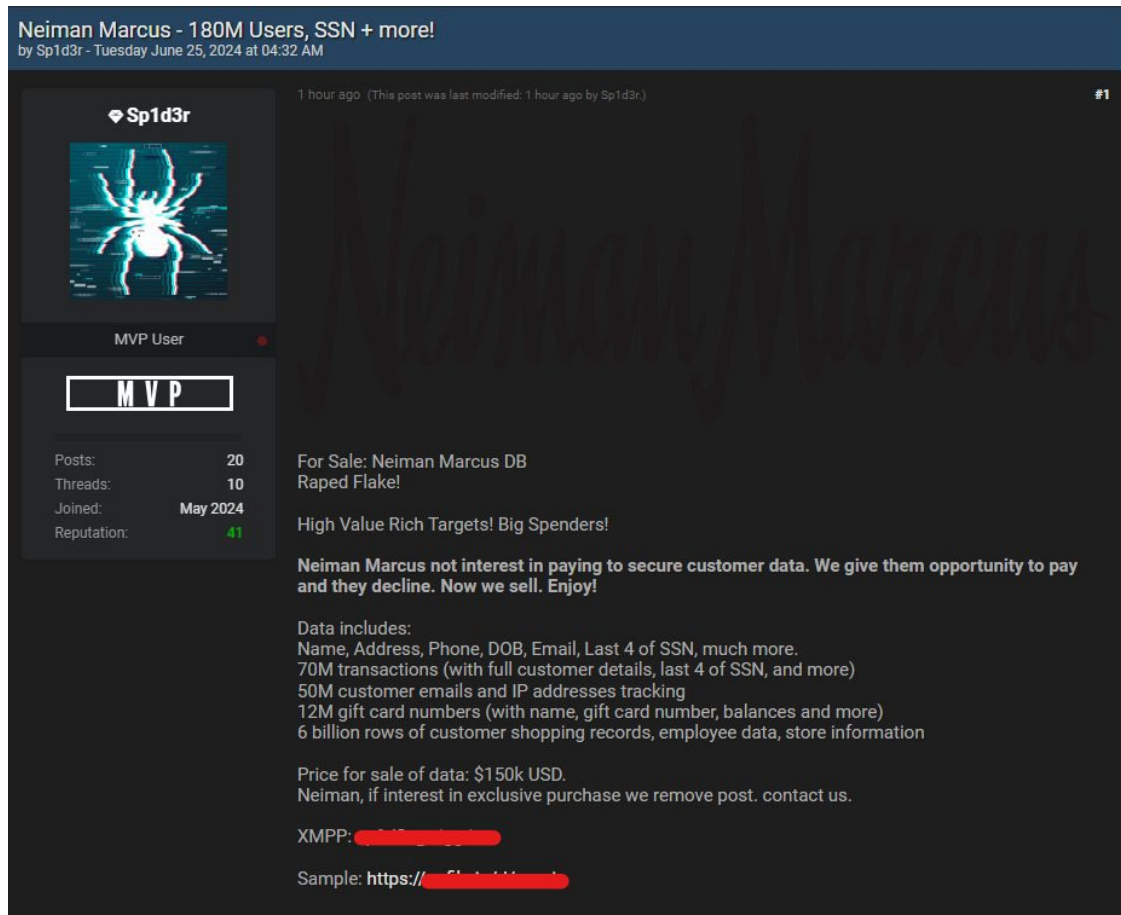 Neiman Marcus - 180M Users, SSN + more!
by Sp1d3r - Tuesday June 25, 2024 at 04:32 AM
1 hour ago (This post was last modified: 1 hour ago by Sp1d3r.)
#1
Sp1d3r
MVP User
MVP
Posts: 20
Threads: 10
Joined: May 2024
Reputation: 41
Neiman Marcus
For Sale: Neiman Marcus DB
Raped Flake!
High Value Rich Targets! Big Spenders!
Neiman Marcus not interest in paying to secure customer data. We give them opportunity to pay
and they decline. Now we sell. Enjoy!
Data includes:
Name, Address, Phone, DOB, Email, Last 4 of SSN, much more.
70M transactions (with full customer details, last 4 of SSN, and more)
50M customer emails and IP addresses tracking
12M gift card numbers (with name, gift card number, balances and more)
6 billion rows of customer shopping records, employee data, store information
Price for sale of data: $150k USD.
Neiman, if interest in exclusive purchase we remove post. contact us.
XMPP:
Sample: https://